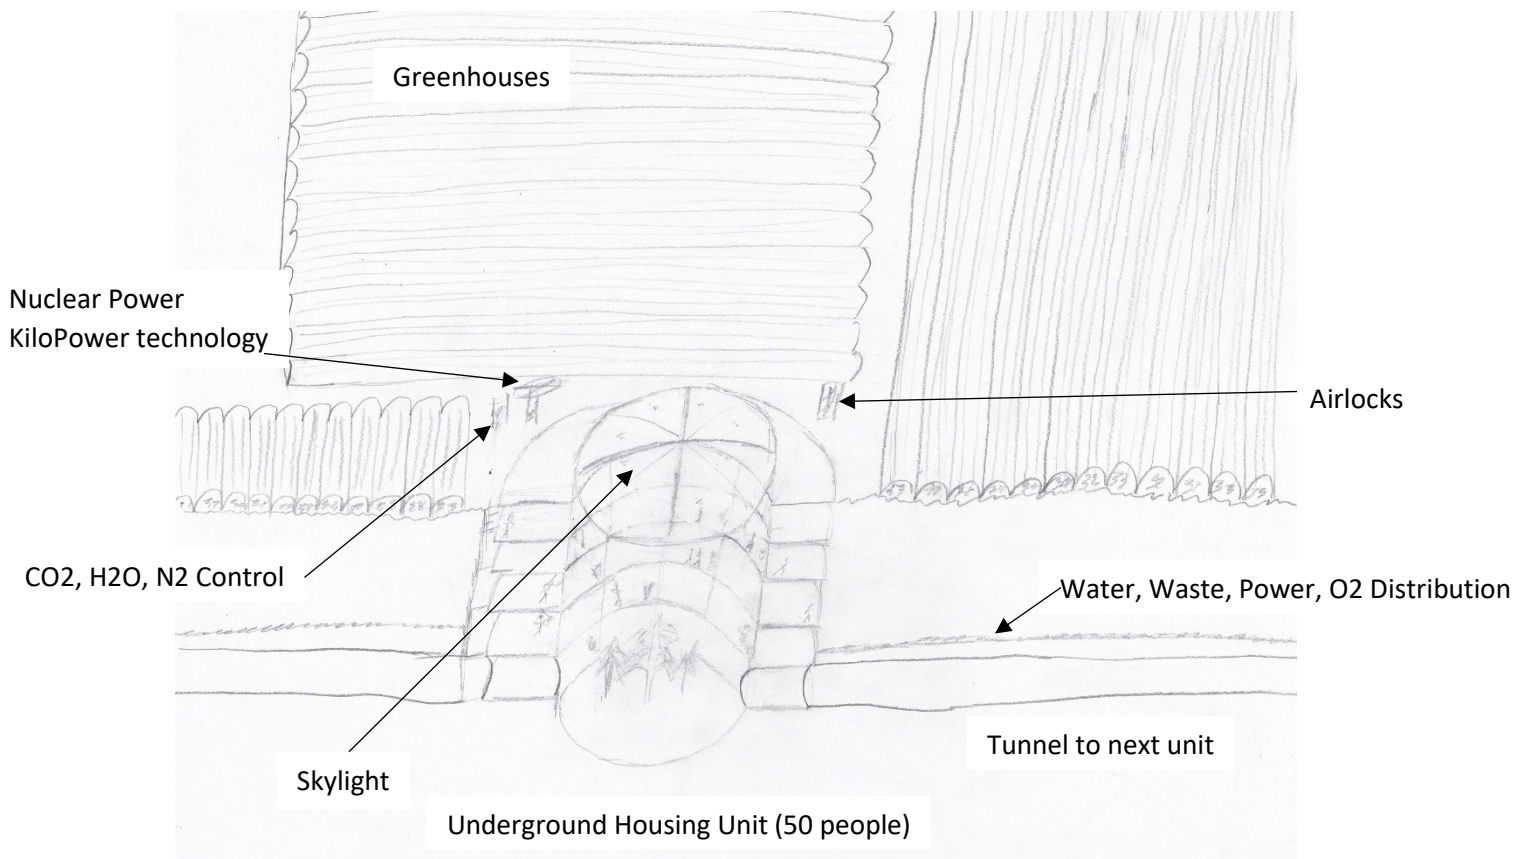 Greenhouses
Nuclear Power
KiloPower technology
Airlocks
CO2, H2O, N2 Control
Water, Waste, Power, O2 Distribution
Tunnel to next unit
Skylight
Underground Housing Unit (50 people)